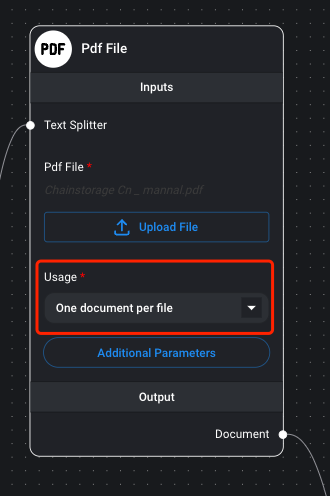 PDF
Pdf File
Inputs
Text Splitter
Pdf File *
Chainstorage Cn _ mannal.pdf
Upload File
Usage *
One document per file
Additional Parameters
Output
Document